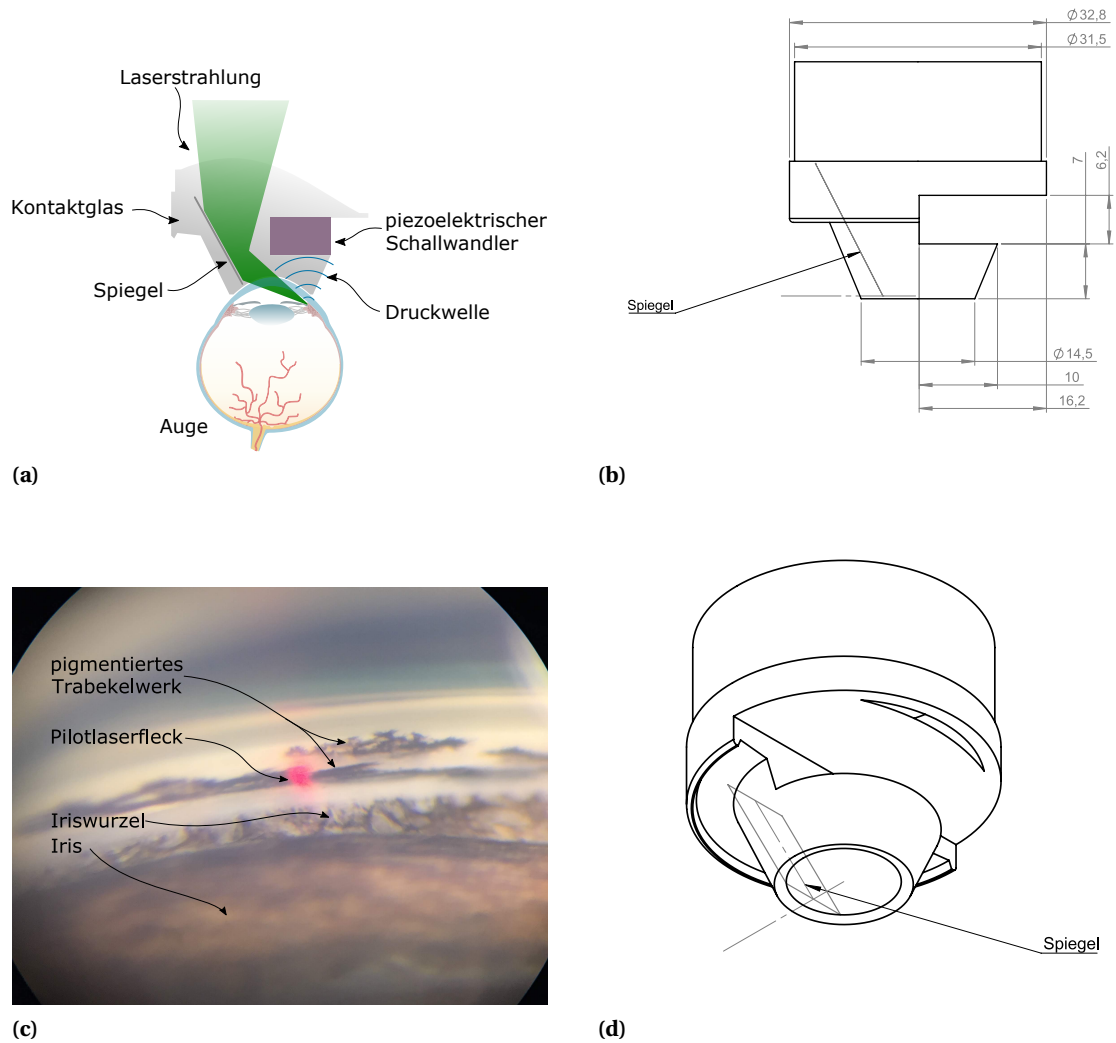 Laserstrahlung
Kontaktglas
Spiegel
piezoelektrischer
Schallwandler
Druckwelle
Auge
(a)
∅32,8
∅31,5
7
6,2
Spiegel
∅14,5
10
16,2
(b)
pigmentiertes
Trabekelwerk
Pilotlaserfleck
Iriswurzel
Iris
(c)
Spiegel
(d)